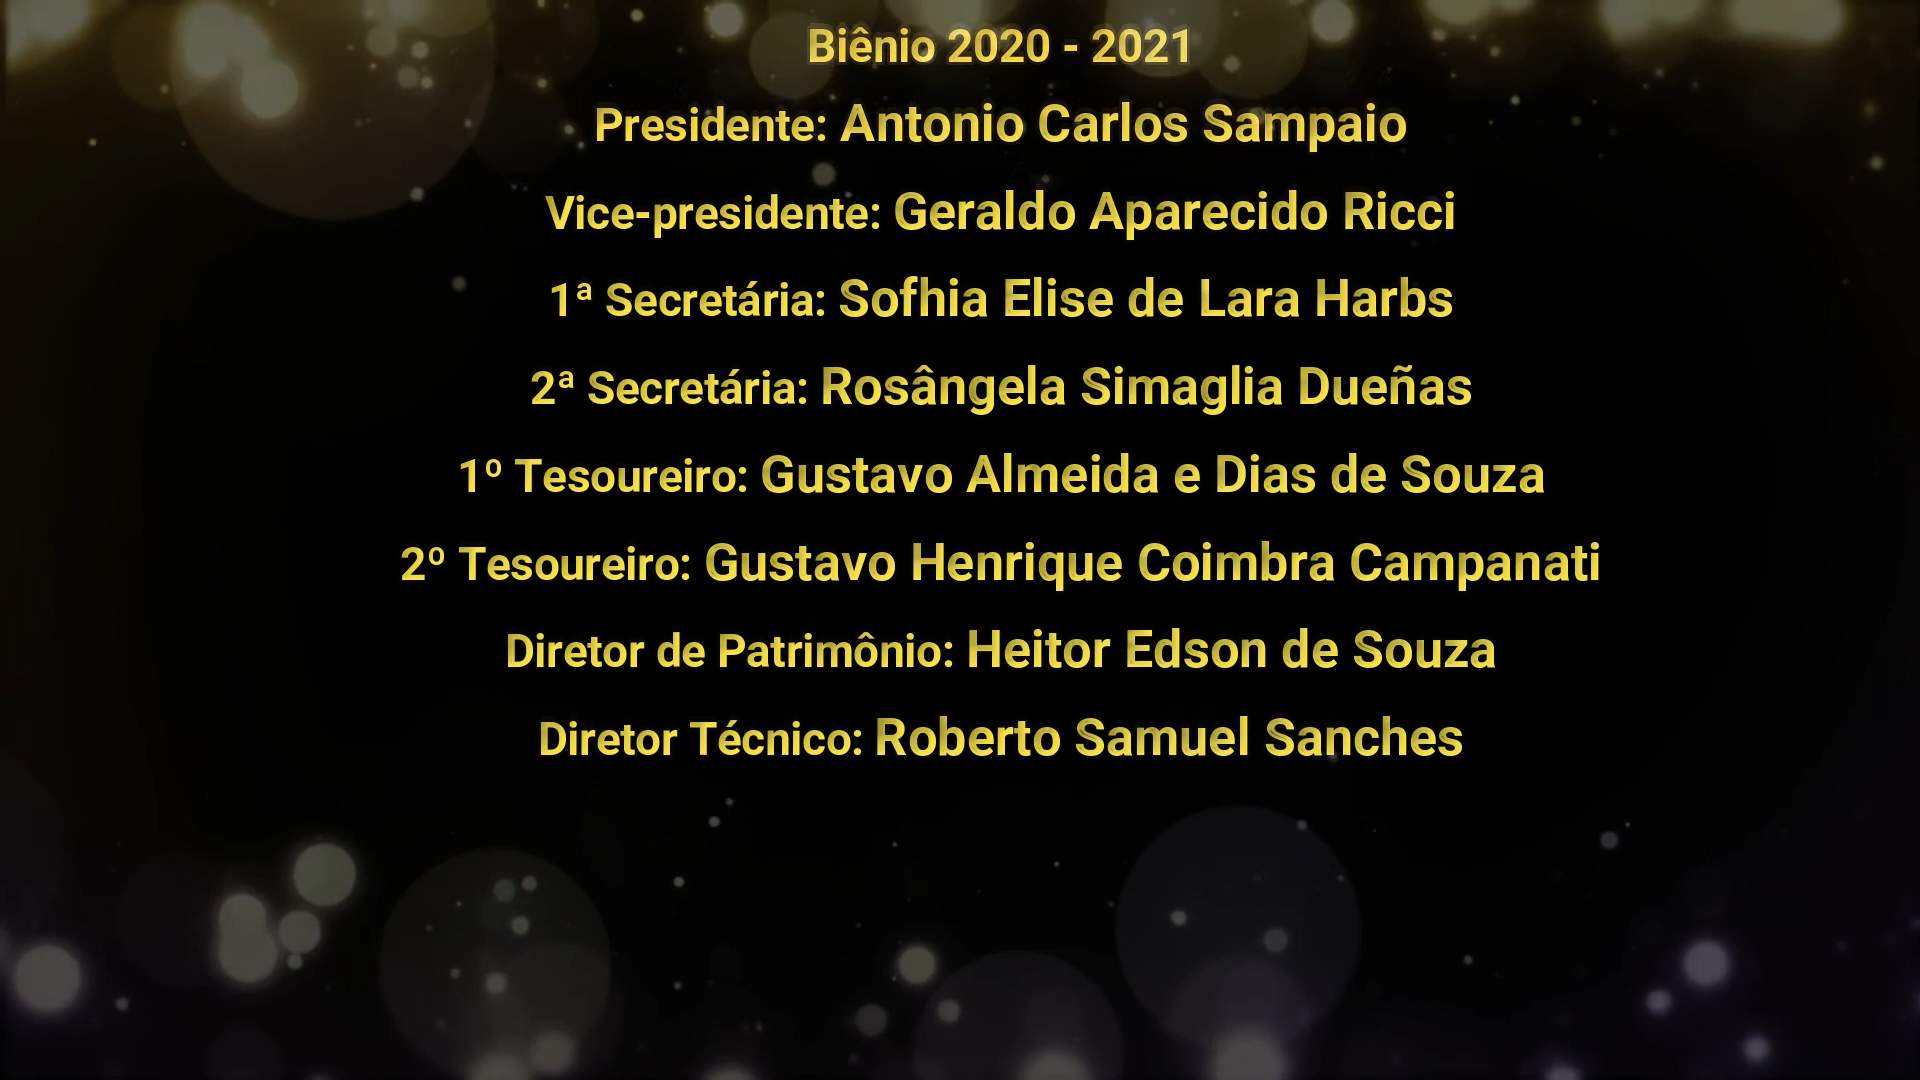 Biênio 2020 - 2021
Presidente: Antonio Carlos Sampaio
Vice-presidente: Geraldo Aparecido Ricci
1ª Secretária: Sofhia Elise de Lara Harbs
2ª Secretária: Rosângela Simaglia Dueñas
1º Tesoureiro: Gustavo Almeida e Dias de Souza
2º Tesoureiro: Gustavo Henrique Coimbra Campanati
Diretor de Patrimônio: Heitor Edson de Souza
Diretor Técnico: Roberto Samuel Sanches